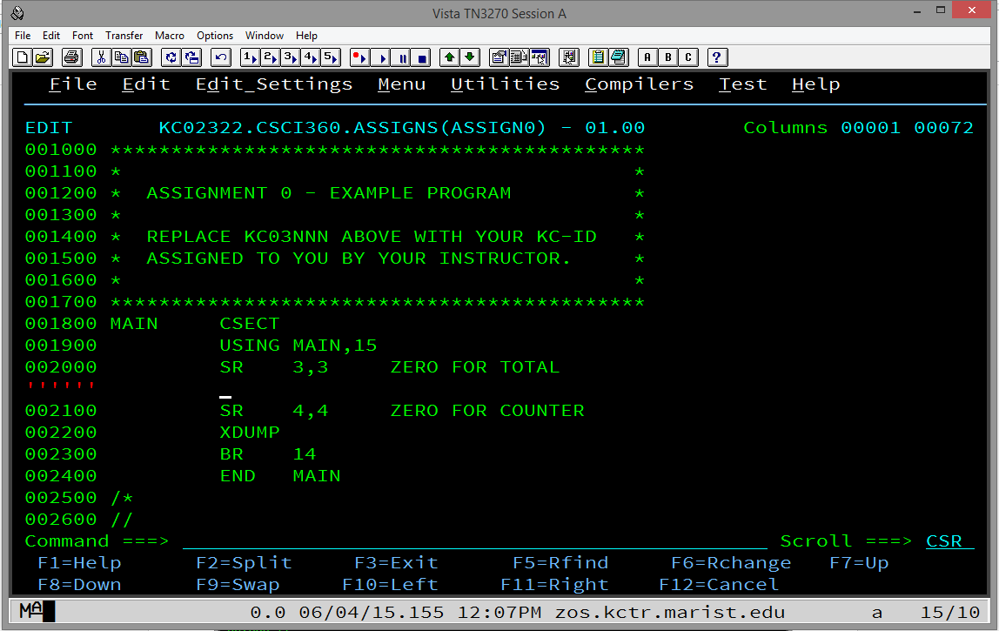 Vista TN3270 Session A
File Edit Font Transfer Macro Options Window Help
1 2 3 4 5 A B C ?
File Edit Edit_Settings Menu Utilities Compilers Test Help
EDIT KC02322.CSCI360.ASSIGNS(ASSIGN0) - 01.00 Columns 00001 00072
001000 ********************************************
001100 * *
001200 * ASSIGNMENT 0 - EXAMPLE PROGRAM *
001300 * *
001400 * REPLACE KC03NNN ABOVE WITH YOUR KC-ID *
001500 * ASSIGNED TO YOU BY YOUR INSTRUCTOR. *
001600 * *
001700 ********************************************
001800 MAIN CSECT
001900 USING MAIN,15
002000 SR 3,3 ZERO FOR TOTAL
'''''' _
002100 SR 4,4 ZERO FOR COUNTER
002200 XDUMP
002300 BR 14
002400 END MAIN
002500 /*
002600 //
Command ===> Scroll ===> CSR
F1=Help F2=Split F3=Exit F5=Rfind F6=Rchange F7=Up
F8=Down F9=Swap F10=Left F11=Right F12=Cancel
MA 0.0 06/04/15.155 12:07PM zos.kctr.marist.edu a 15/10